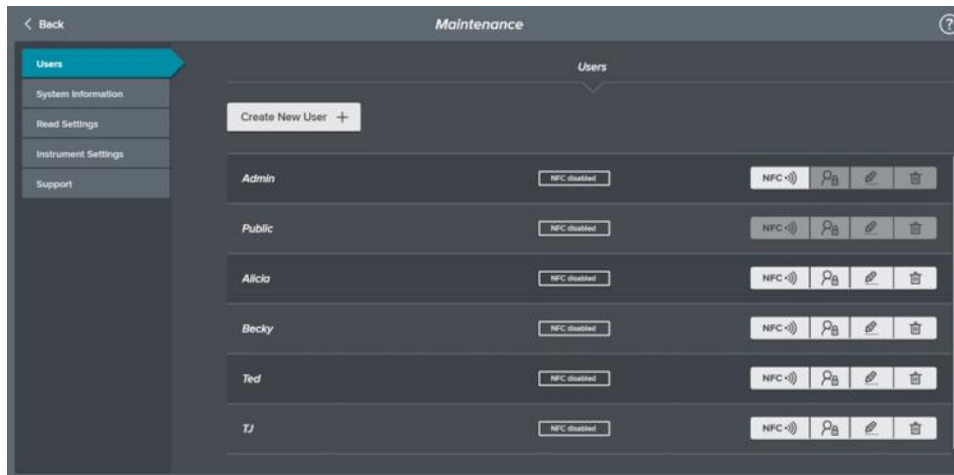 Back
Maintenance
?
Users
System Information
Read Settings
Instrument Settings
Support
Users
Create New User +
Admin NFC disabled NFC
Public NFC disabled NFC
Alicia NFC disabled NFC
Becky NFC disabled NFC
Ted NFC disabled NFC
TJ NFC disabled NFC